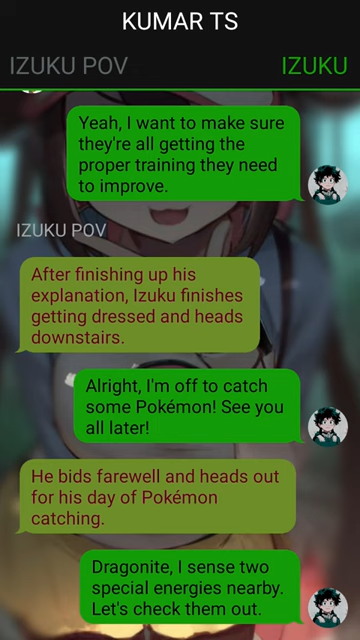 KUMAR TS
IZUKU POV
IZUKU
Yeah, I want to make sure
they're all getting the
proper training they need
to improve.
IZUKU POV
After finishing up his
explanation, Izuku finishes
getting dressed and heads
downstairs.
Alright, I'm off to catch
some Pokémon! See you
all later!
He bids farewell and heads out
for his day of Pokémon
catching.
Dragonite, I sense two
special energies nearby.
Let's check them out.